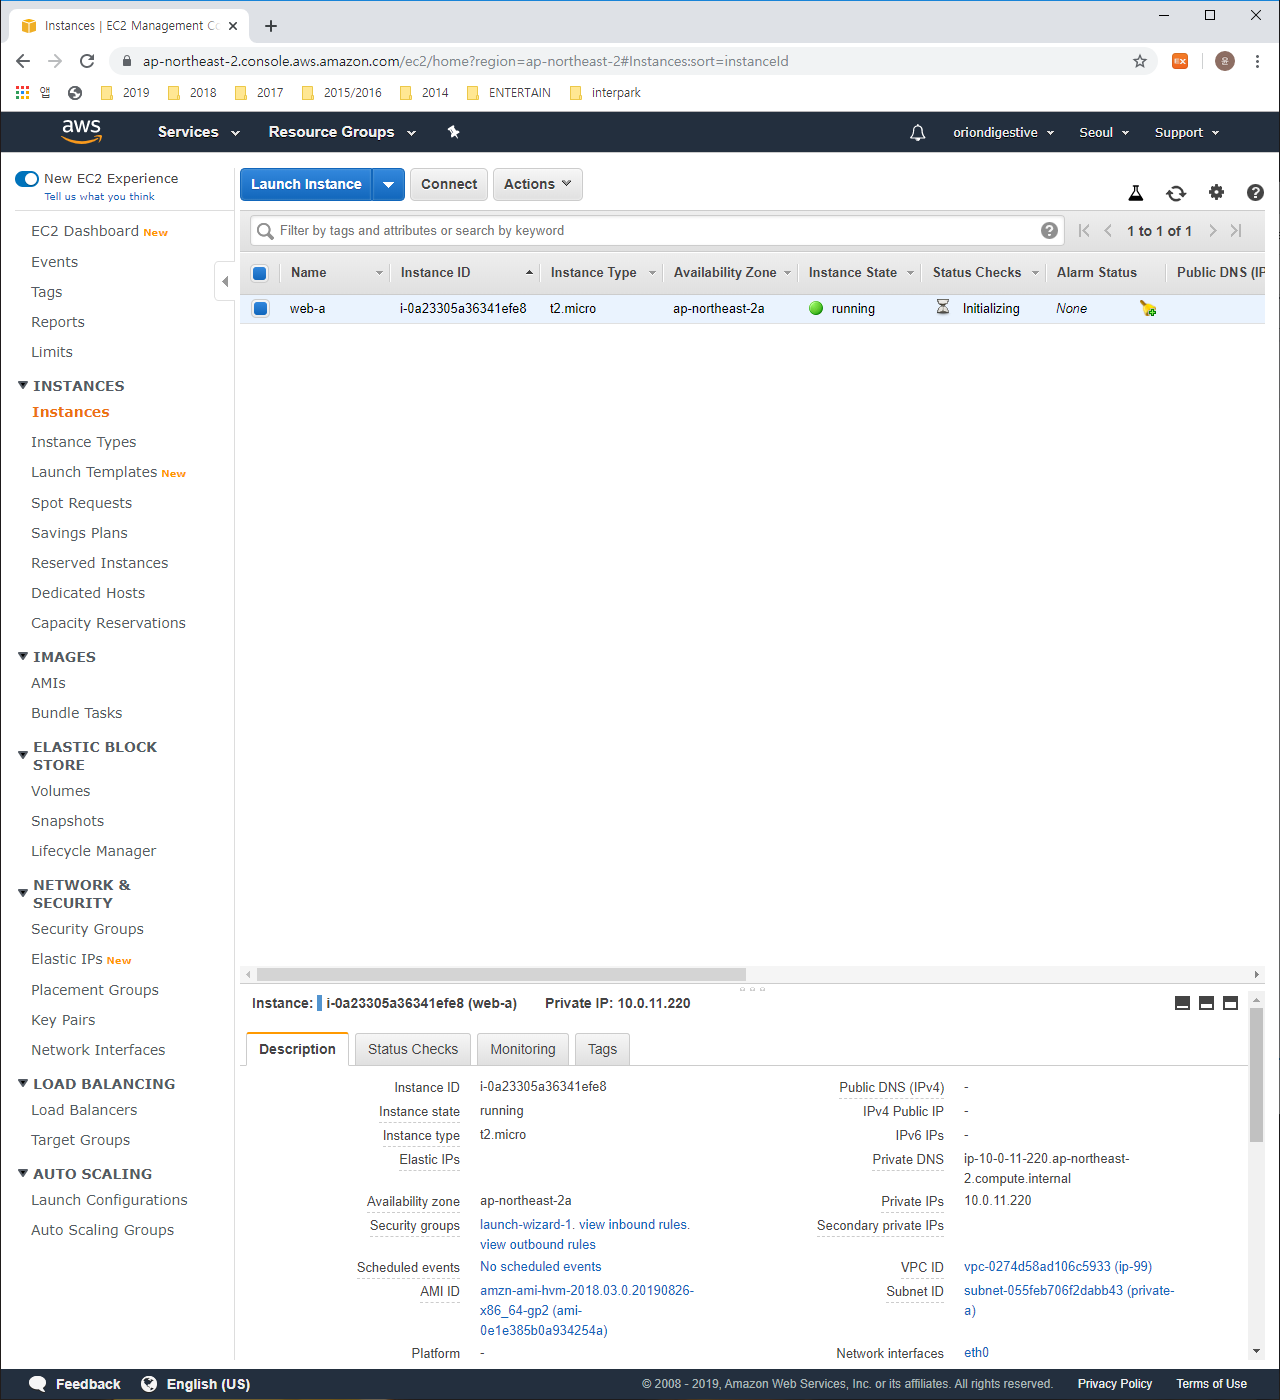 Instances | EC2 Management Co
ap-northeast-2.console.aws.amazon.com/ec2/home?region=ap-northeast-2#Instances:sort=instanceId
앱 2019 2018 2017 2015/2016 2014 ENTERTAIN interpark
aws Services Resource Groups oriondigestive Seoul Support
New EC2 Experience
Tell us what you think
EC2 Dashboard New
Events
Tags
Reports
Limits
INSTANCES
Instances
Instance Types
Launch Templates New
Spot Requests
Savings Plans
Reserved Instances
Dedicated Hosts
Capacity Reservations
IMAGES
AMIs
Bundle Tasks
ELASTIC BLOCK
STORE
Volumes
Snapshots
Lifecycle Manager
NETWORK &
SECURITY
Security Groups
Elastic IPs New
Placement Groups
Key Pairs
Network Interfaces
LOAD BALANCING
Load Balancers
Target Groups
AUTO SCALING
Launch Configurations
Auto Scaling Groups
Launch Instance Connect Actions
Filter by tags and attributes or search by keyword 1 to 1 of 1
Name Instance ID Instance Type Availability Zone Instance State Status Checks Alarm Status Public DNS (IP
web-a i-0a23305a36341efe8 t2.micro ap-northeast-2a running Initializing None
Instance: i-0a23305a36341efe8 (web-a) Private IP: 10.0.11.220
Description Status Checks Monitoring Tags
Instance ID i-0a23305a36341efe8 Public DNS (IPv4) -
Instance state running IPv4 Public IP -
Instance type t2.micro IPv6 IPs -
Elastic IPs Private DNS ip-10-0-11-220.ap-northeast-
2.compute.internal
Availability zone ap-northeast-2a Private IPs 10.0.11.220
Security groups launch-wizard-1. view inbound rules. Secondary private IPs
view outbound rules
Scheduled events No scheduled events VPC ID vpc-0274d58ad106c5933 (ip-99)
AMI ID amzn-ami-hvm-2018.03.0.20190826- Subnet ID subnet-055feb706f2dabb43 (private-
x86_64-gp2 (ami- a)
0e1e385b0a934254a)
Platform - Network interfaces eth0
Feedback English (US) © 2008 - 2019, Amazon Web Services, Inc. or its affiliates. All rights reserved. Privacy Policy Terms of Use